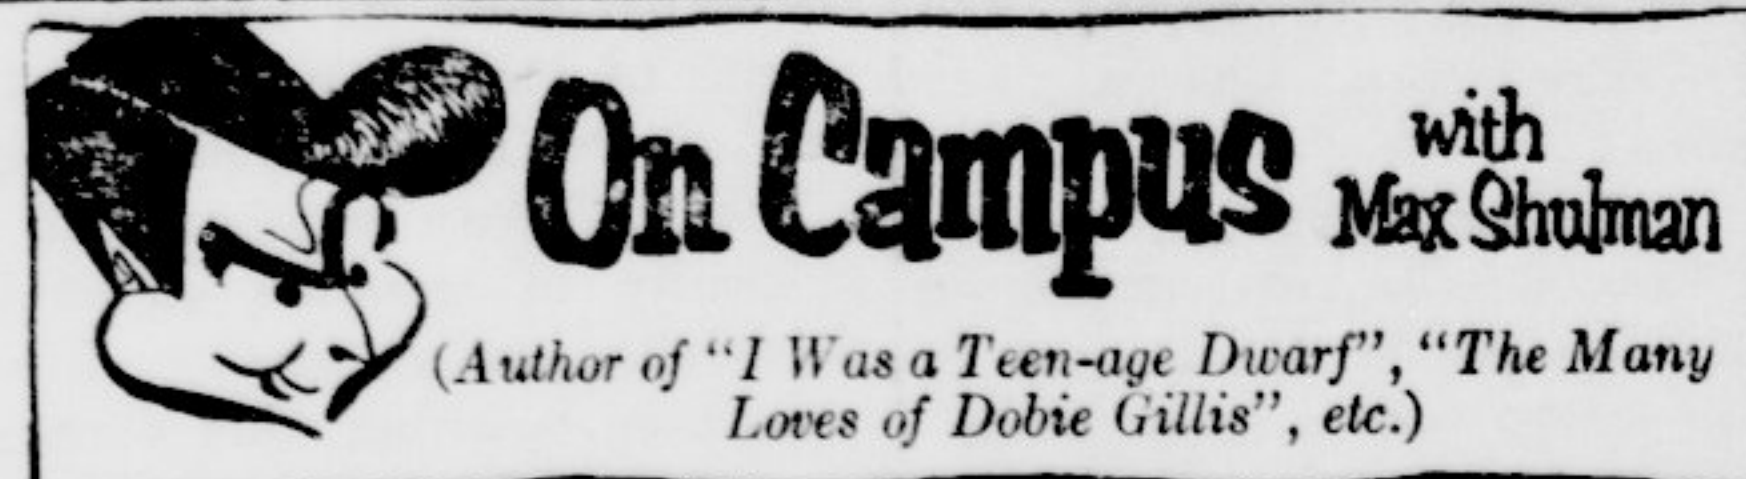 On Campus with
Max Shulman
(Author of "I Was a Teen-age Dwarf", "The Many
Loves of Dobie Gillis", etc.)